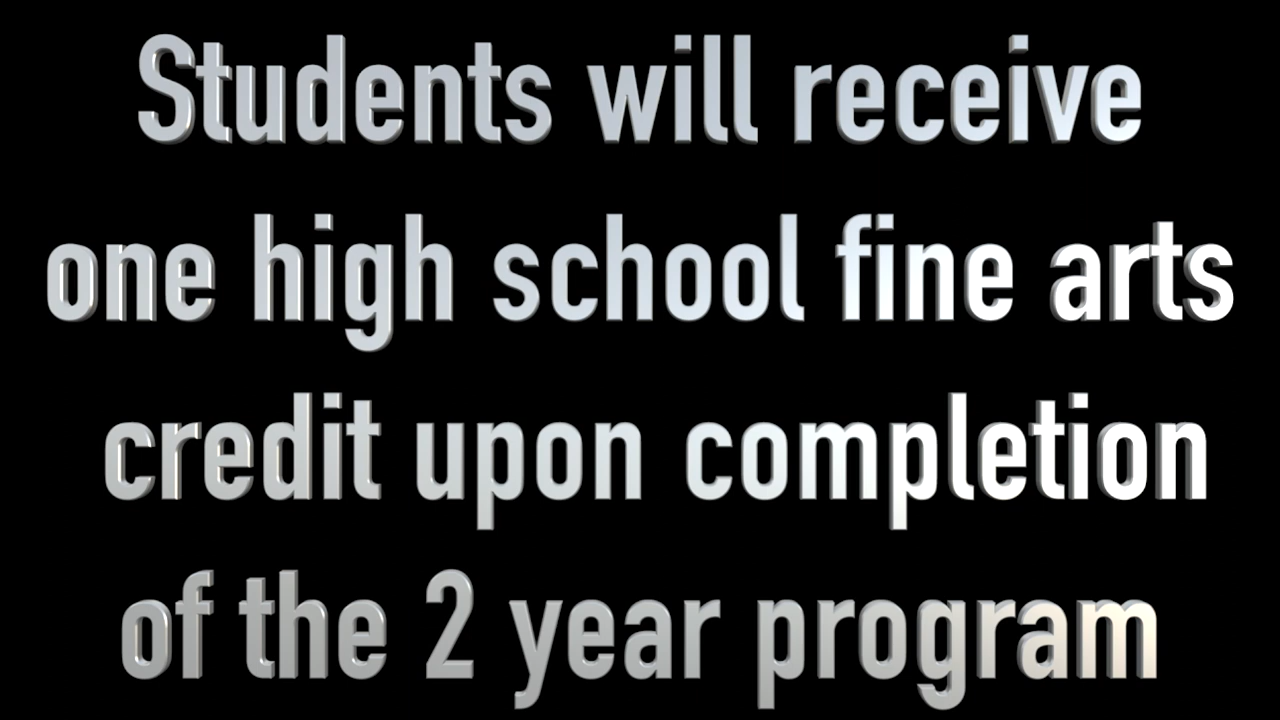 Students will receive
one high school fine arts
credit upon completion
of the 2 year program